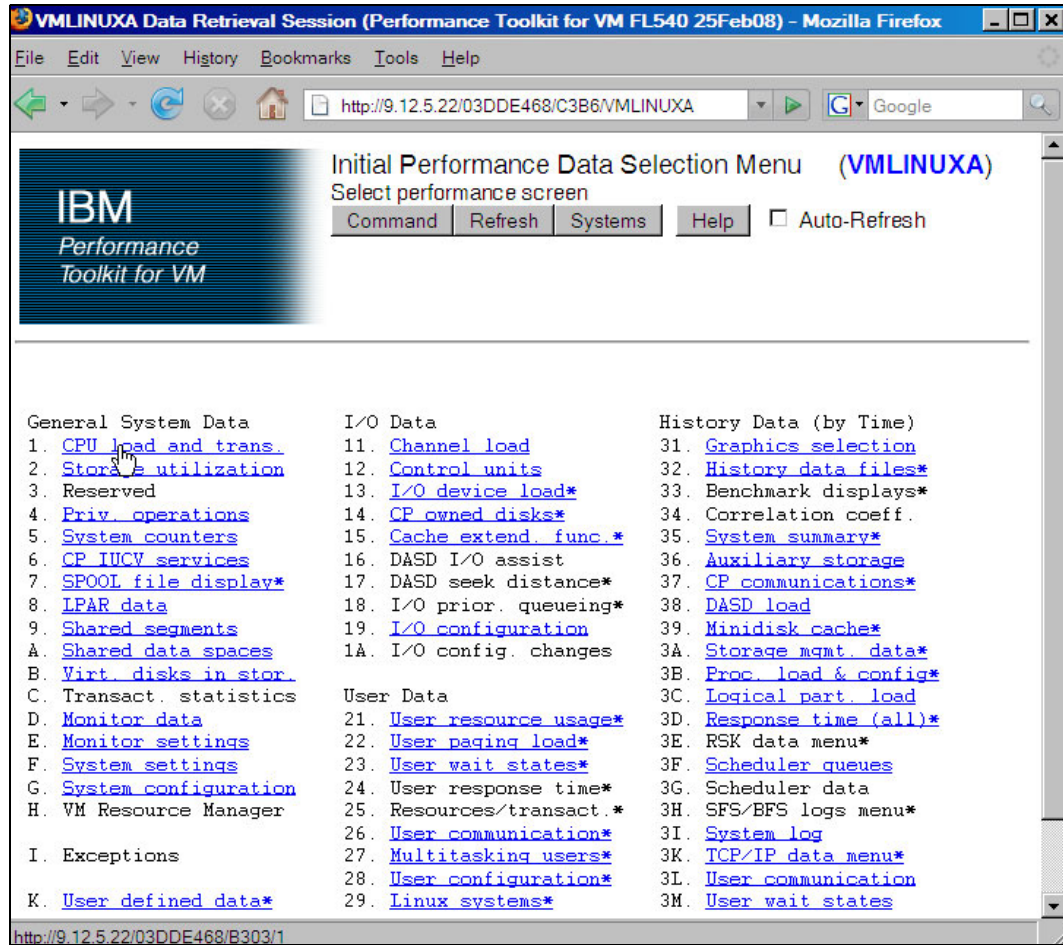 VMLINUXA Data Retrieval Session (Performance Toolkit for VM FL540 25Feb08) - Mozilla Firefox
File Edit View History Bookmarks Tools Help
http://9.12.5.22/03DDE468/C3B6/VMLINUXA
G Google
IBM
Performance
Toolkit for VM
Initial Performance Data Selection Menu (VMLINUXA)
Select performance screen
Command Refresh Systems Help Auto-Refresh
General System Data
1. CPU load and trans.
2. Storage utilization
3. Reserved
4. Priv. operations
5. System counters
6. CP IUCV services
7. SPOOL file display*
8. LPAR data
9. Shared segments
A. Shared data spaces
B. Virt. disks in stor.
C. Transact. statistics
D. Monitor data
E. Monitor settings
F. System settings
G. System configuration
H. VM Resource Manager
I. Exceptions
K. User defined data*
I/O Data
11. Channel load
12. Control units
13. I/O device load*
14. CP owned disks*
15. Cache extend. func.*
16. DASD I/O assist
17. DASD seek distance*
18. I/O prior. queueing*
19. I/O configuration
1A. I/O config. changes
User Data
21. User resource usage*
22. User paging load*
23. User wait states*
24. User response time*
25. Resources/transact.*
26. User communication*
27. Multitasking users*
28. User configuration*
29. Linux systems*
History Data (by Time)
31. Graphics selection
32. History data files*
33. Benchmark displays*
34. Correlation coeff.
35. System summary*
36. Auxiliary storage
37. CP communications*
38. DASD load
39. Minidisk cache*
3A. Storage mgmt. data*
3B. Proc. load & config*
3C. Logical part. load
3D. Response time (all)*
3E. RSK data menu*
3F. Scheduler queues
3G. Scheduler data
3H. SFS/BFS logs menu*
3I. System log
3K. TCP/IP data menu*
3L. User communication
3M. User wait states
http://9.12.5.22/03DDE468/B303/1